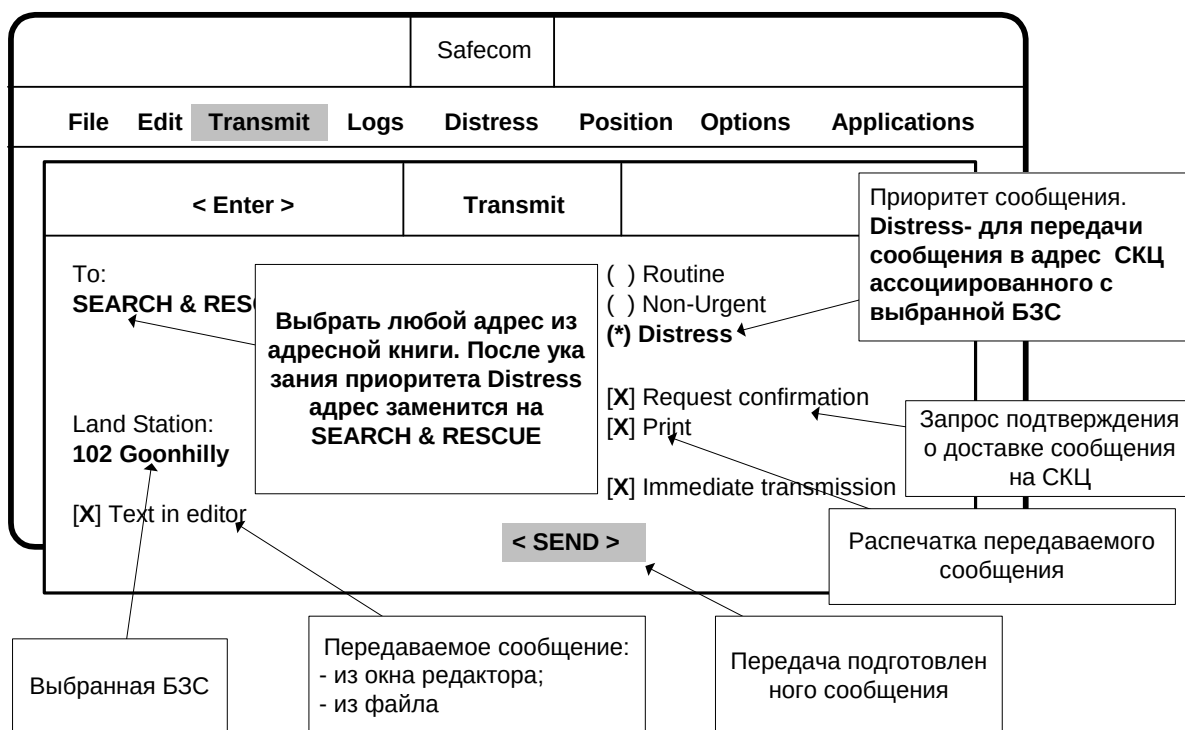 Safecom
File Edit Transmit Logs Distress Position Options Applications
< Enter > Transmit
Приоритет сообщения.
Distress- для передачи
сообщения в адрес СКЦ
ассоциированного с
выбранной БЗС
To:
SEARCH & RESC
Выбрать любой адрес из
адресной книги. После ука
зания приоритета Distress
адрес заменится на
SEARCH & RESCUE
( ) Routine
( ) Non-Urgent
(*) Distress
[X] Request confirmation
[X] Print
[X] Immediate transmission
Запрос подтверждения
о доставке сообщения
на СКЦ
Land Station:
102 Goonhilly
[X] Text in editor
< SEND >
Распечатка передаваемого
сообщения
Выбранная БЗС
Передаваемое сообщение:
- из окна редактора;
- из файла
Передача подготовлен
ного сообщения